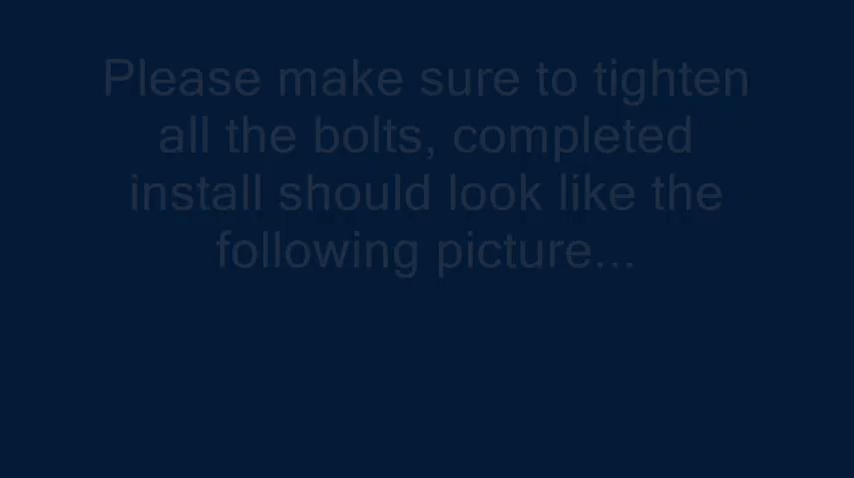 Please make sure to tighten
all the bolts, completed
install should look like the
following picture...